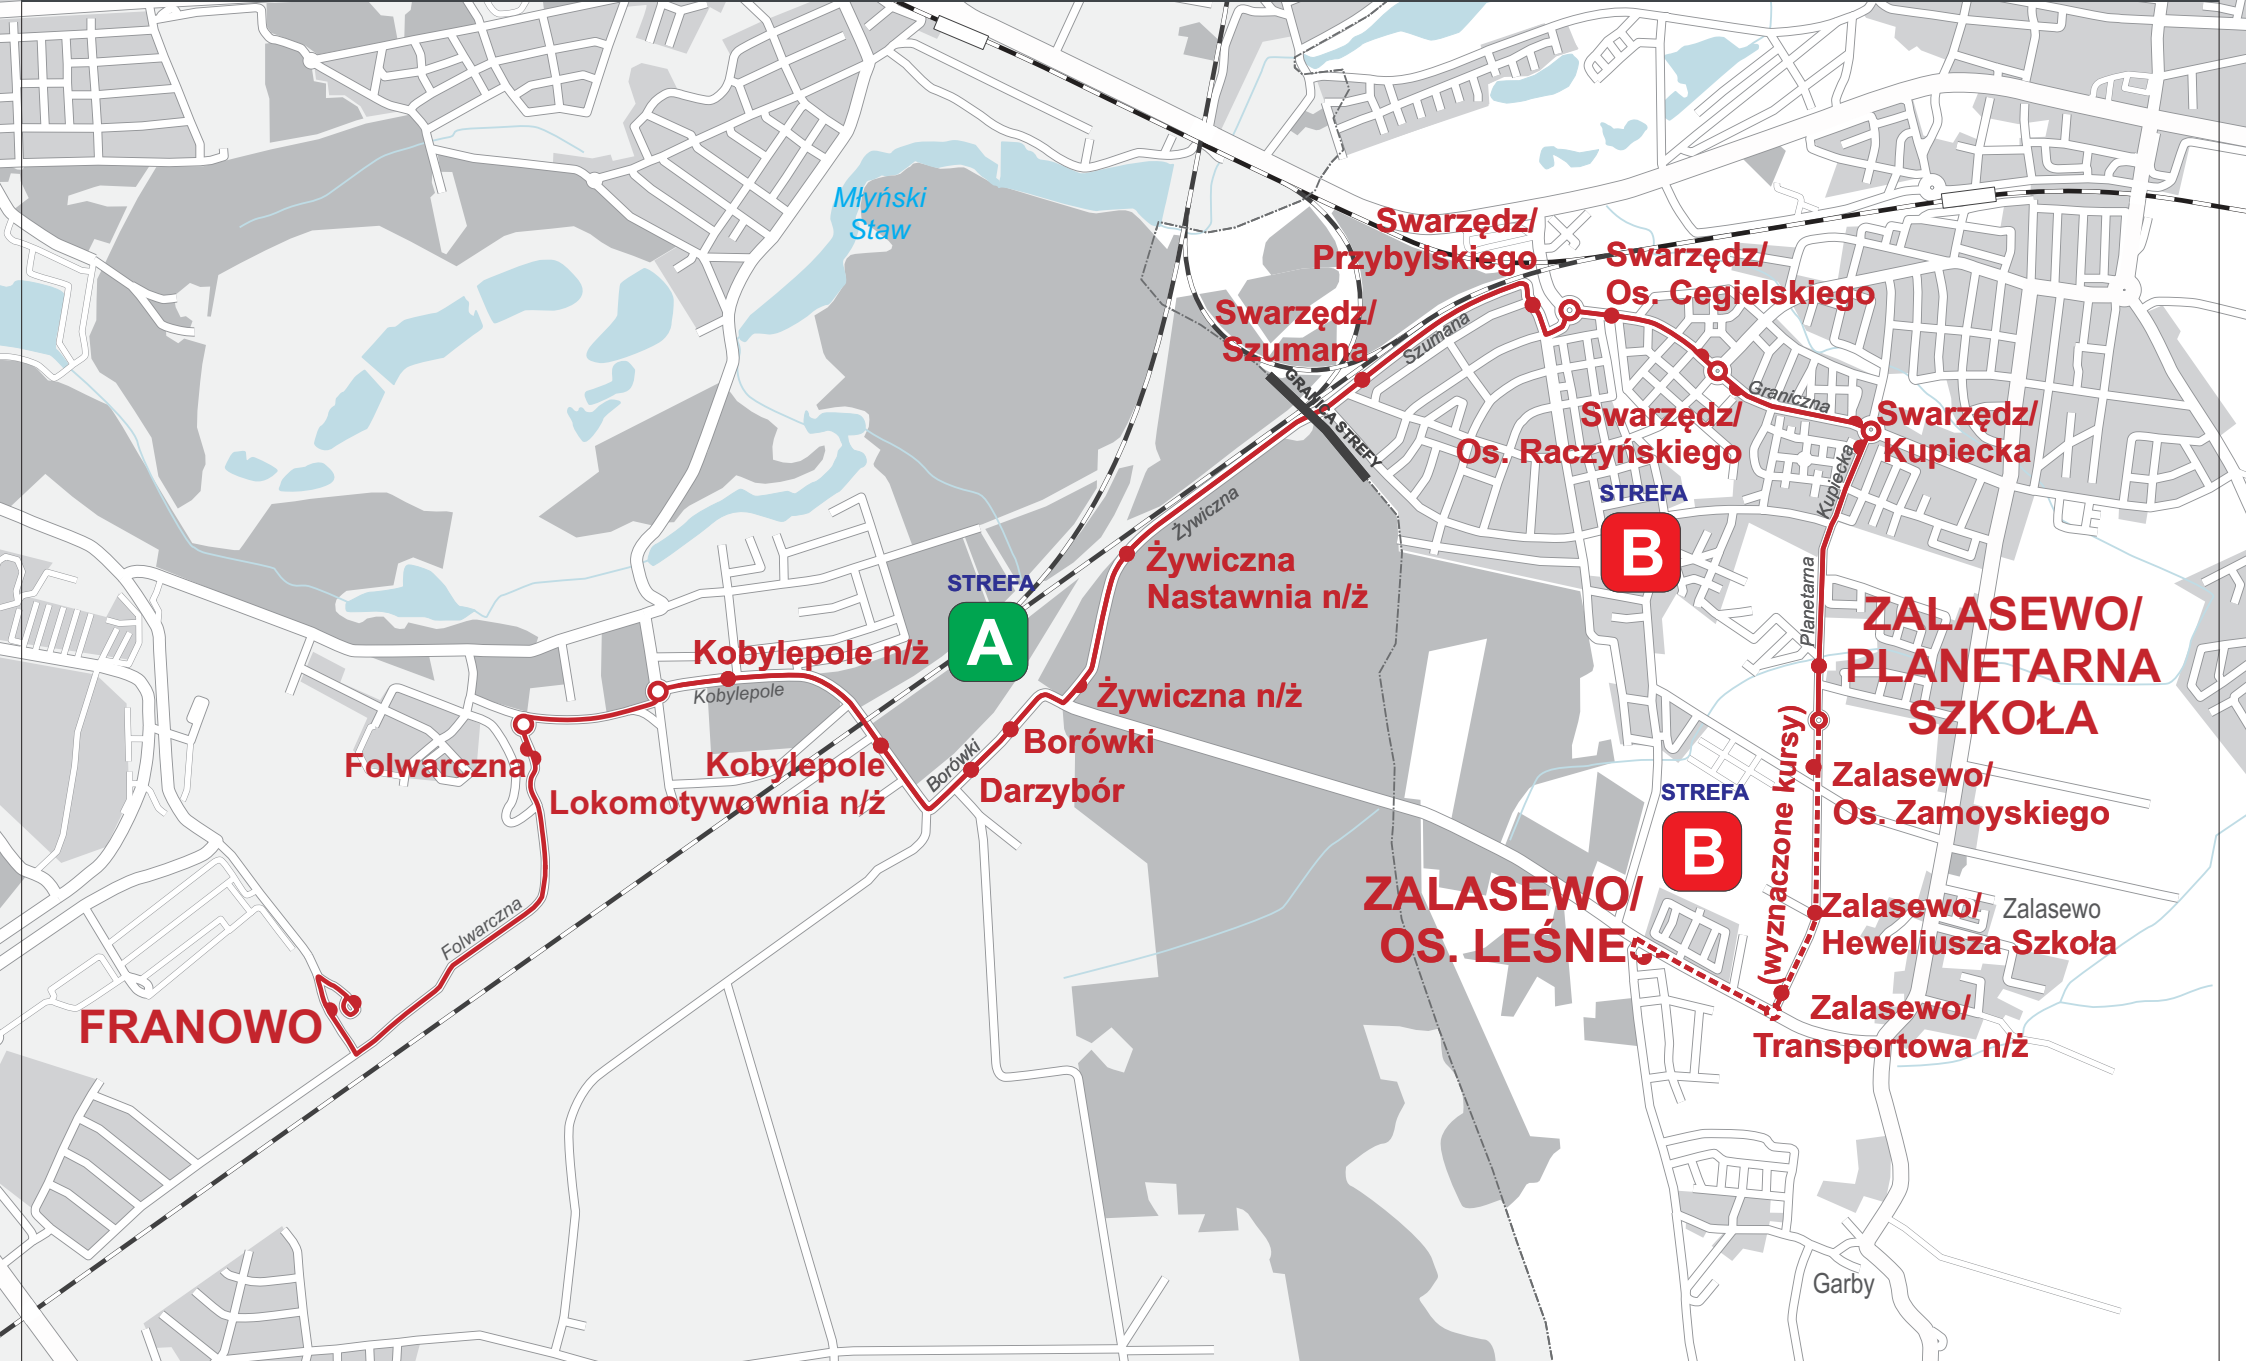 Młyński
Staw
Swarzędz/
Przybylskiego
Swarzędz/
Os. Cegielskiego
Swarzędz/
Szumana
Szumana
GRANICA STREFY
Graniczna
Swarzędz/
Os. Raczyńskiego
Swarzędz/
Kupiecka
Kupiecka
STREFA
B
Żywiczna
Żywiczna
Nastawnia n/ż
STREFA
A
Planetarna
ZALASEWO/
PLANETARNA
SZKOŁA
Kobylepole n/ż
Kobylepole
Żywiczna n/ż
Borówki
Borówki
Darzybór
Folwarczna
Kobylepole
Lokomotywownia n/ż
(wyznaczone kursy)
Zalasewo/
Os. Zamoyskiego
STREFA
B
ZALASEWO/
OS. LEŚNE
Zalasewo/
Heweliusza Szkoła
Zalasewo
Folwarczna
FRANOWO
Zalasewo/
Transportowa n/ż
Garby